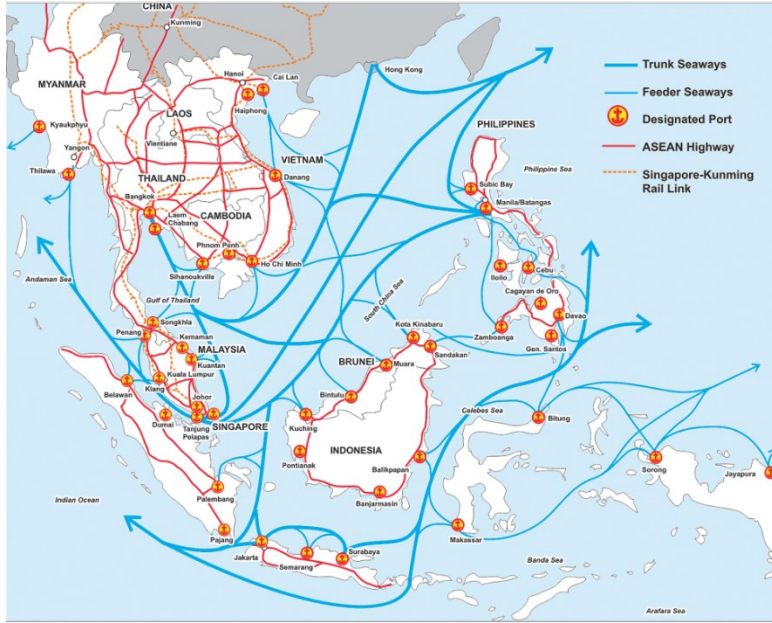 CHINA
Kunming
MYANMAR
Hanoi
Cai Lan
Hong Kong
Trunk Seaways
Feeder Seaways
Designated Port
ASEAN Highway
Singapore-Kunming
Rail Link
LAOS
Haiphong
Kyaukphyu
Yangon
Vientiane
PHILIPPINES
VIETNAM
Thilawa
THAILAND
Danang
Philippine Sea
Subic Bay
Bangkok
Manila/Batangas
Laem
Chabang
CAMBODIA
Phnom Penh
Ho Chi Minh
Sihanoukville
Andaman Sea
Iloilo
Cebu
Gulf of Thailand
South China Sea
Cagayan de Oro
Davao
Songkhla
Penang
Kemaman
Kota Kinabaru
Zamboanga
Gen. Santos
MALAYSIA
Kuantan
Sandakan
BRUNEI
Muara
Klang
Kuala Lumpur
Belawan
Johor
Bintulu
Dumai
Tanjung
Pelapas
SINGAPORE
Kuching
Celebes Sea
Bitung
INDONESIA
Pontianak
Balikpapan
Sorong
Jayapura
Indian Ocean
Palembang
Banjarmasin
Pajang
Makassar
Jakarta
Semarang
Surabaya
Banda Sea
Arafara Sea